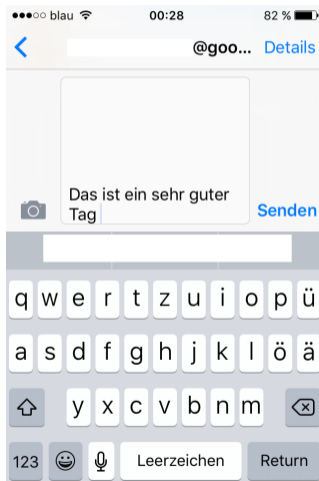 blau 00:28 82 %
@goo... Details
Das ist ein sehr guter
Tag
Senden
q w e r t z u i o p ü
a s d f g h j k l ö ä
y x c v b n m
123 Leerzeichen Return